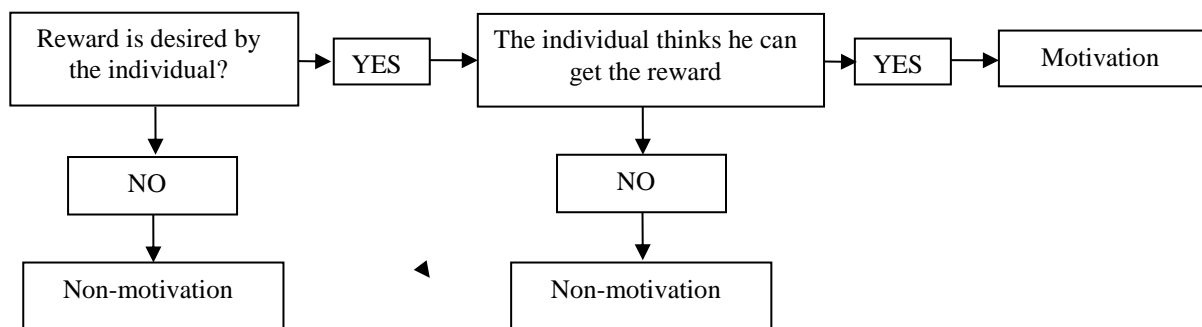 Reward is desired by
the individual?
YES
The individual thinks he can
get the reward
YES
Motivation
NO
NO
Non-motivation
Non-motivation